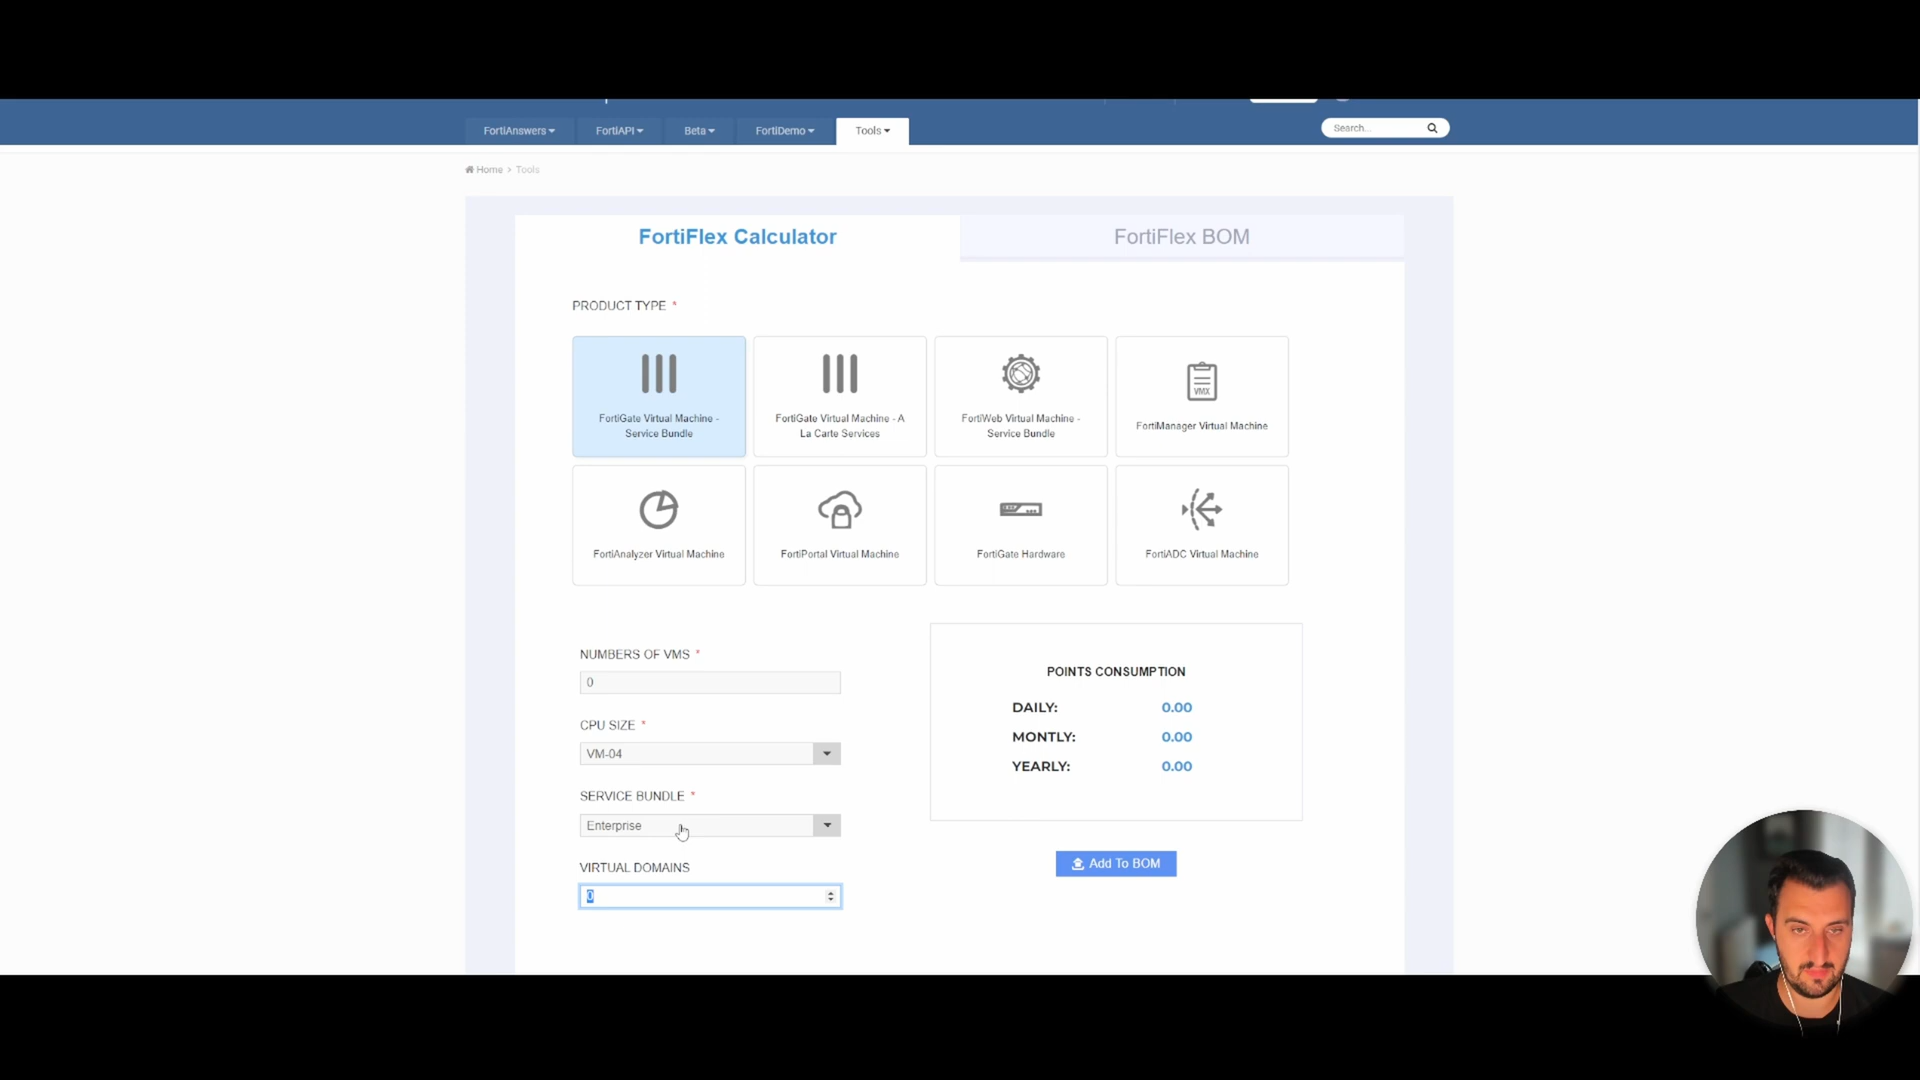 FortiAnswers
FortiAPI
Beta
FortiDemo
Tools
Search...
Home > Tools
FortiFlex Calculator
FortiFlex BOM
PRODUCT TYPE *
FortiGate Virtual Machine -
Service Bundle
FortiGate Virtual Machine - A
La Carte Services
FortiWeb Virtual Machine -
Service Bundle
VMX
FortiManager Virtual Machine
FortiAnalyzer Virtual Machine
FortiPortal Virtual Machine
FortiGate Hardware
FortiADC Virtual Machine
NUMBERS OF VMS *
0
CPU SIZE *
VM-04
SERVICE BUNDLE *
Enterprise
VIRTUAL DOMAINS
0
POINTS CONSUMPTION
DAILY: 0.00
MONTLY: 0.00
YEARLY: 0.00
Add To BOM